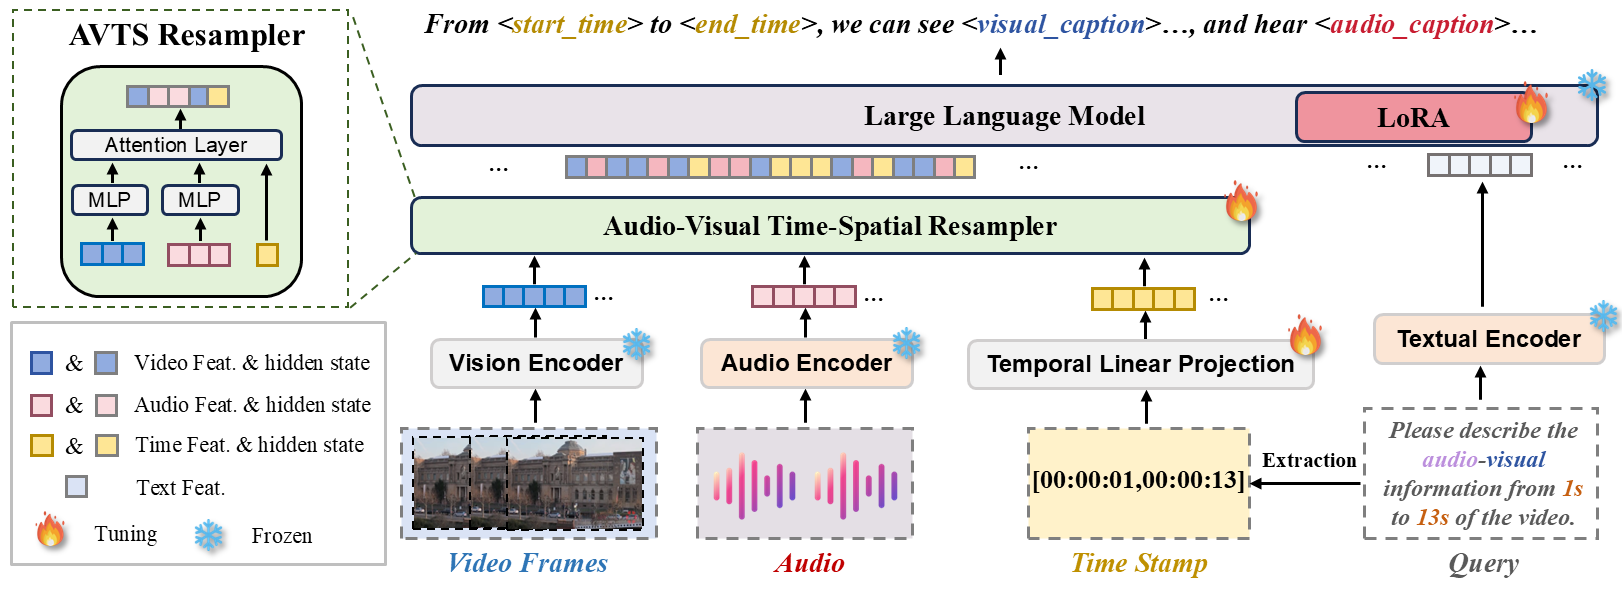 AVTS Resampler
Attention Layer
MLP MLP
From <start_time> to <end_time>, we can see <visual_caption>…, and hear <audio_caption>…
Large Language Model
LoRA
... ... ... ...
Audio-Visual Time-Spatial Resampler
... ... ...
Vision Encoder
Audio Encoder
Temporal Linear Projection
Textual Encoder
& Video Feat. & hidden state
& Audio Feat. & hidden state
& Time Feat. & hidden state
Text Feat.
Tuning
Frozen
[00:00:01,00:00:13]
Extraction
Please describe the
audio-visual
information from 1s
to 13s of the video.
Video Frames
Audio
Time Stamp
Query